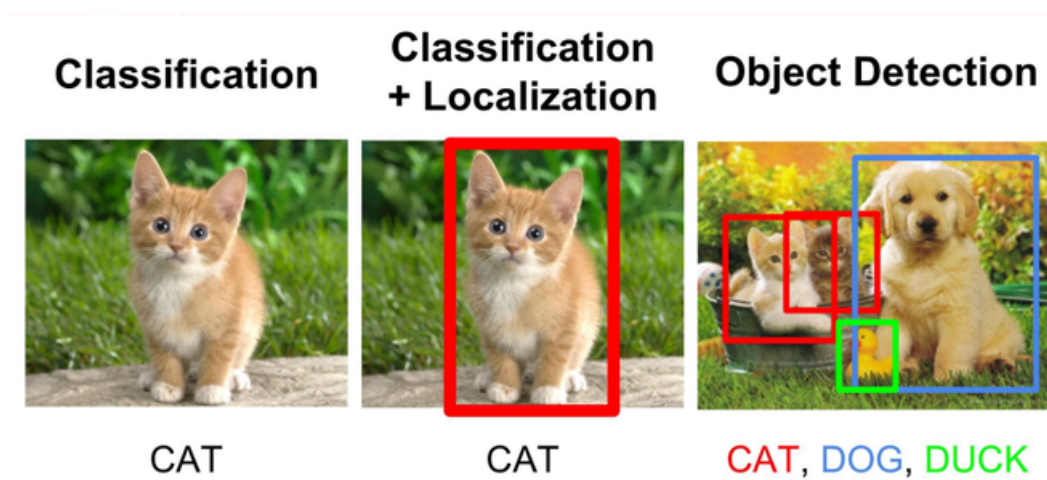 Classification
Classification
+ Localization
Object Detection
CAT
CAT
CAT, DOG, DUCK